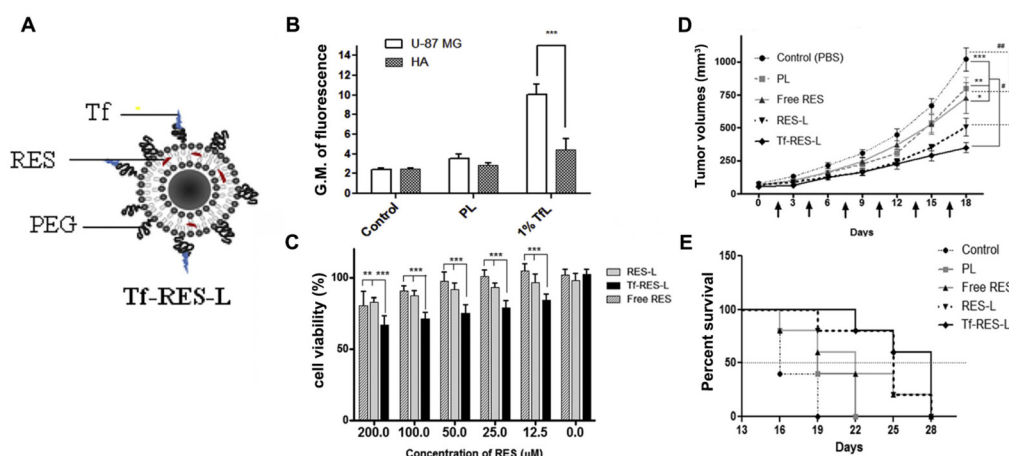 A
Tf
RES
PEG
Tf-RES-L
B
U-87 MG
HA
***
G.M. of fluorescence
14
12
10
8
6
4
2
0
Control
PL
1% TfL
C
RES-L
Tf-RES-L
Free RES
** ***
***
***
***
***
cell viability (%)
100
50
0
200.0 100.0 50.0 25.0 12.5 0.0
Concentration of RES (μM)
D
Control (PBS)
PL
Free RES
RES-L
Tf-RES-L
##
***
**
#
*
Tumor volumes (mm³)
1000
750
500
250
0
0 3 6 9 12 15 18
Days
E
Control
PL
Free RES
RES-L
Tf-RES-L
Percent survival
100
50
0
13 16 19 22 25 28
Days